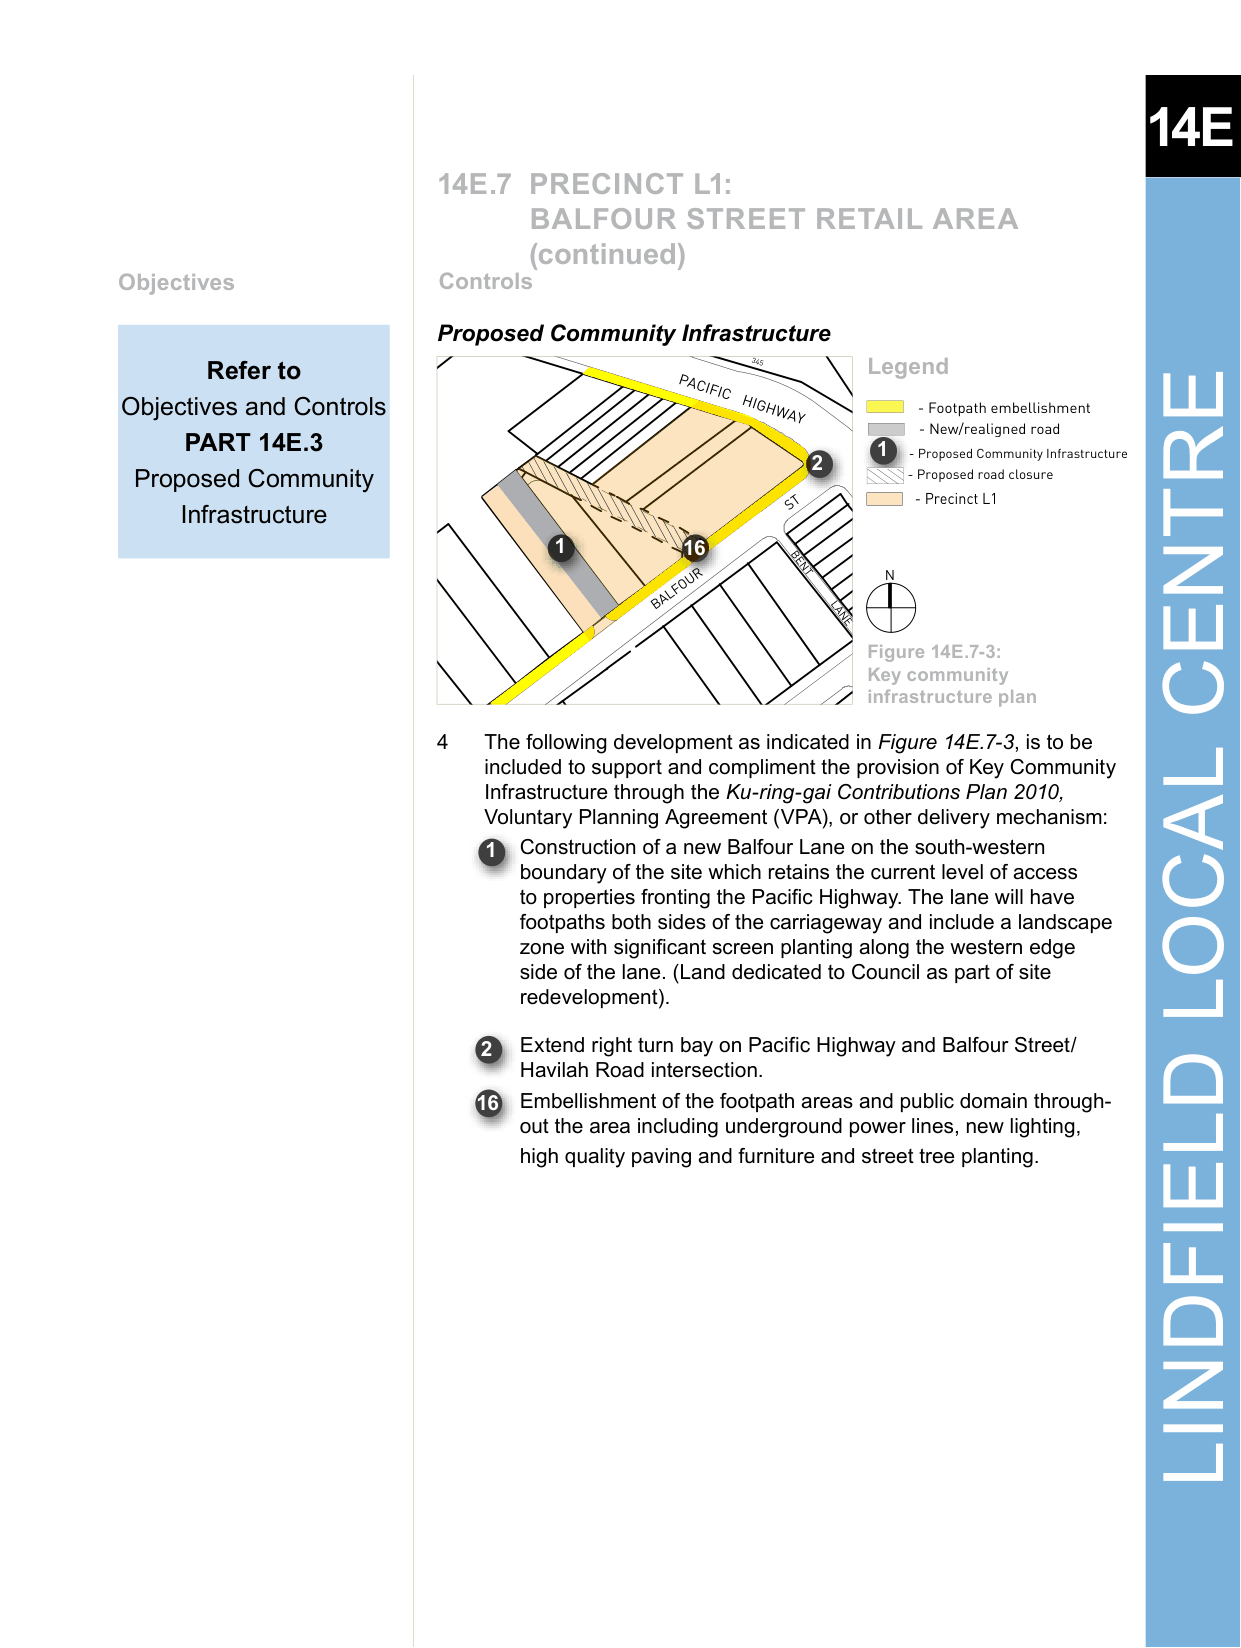 14E
14E.7 PRECINCT L1:
BALFOUR STREET RETAIL AREA
(continued)
Objectives
Controls
Refer to
Objectives and Controls
PART 14E.3
Proposed Community
Infrastructure
Proposed Community Infrastructure
345
PACIFIC HIGHWAY
2
ST
1
16
BALFOUR
BENT
LANE
Legend
- Footpath embellishment
- New/realigned road
1 - Proposed Community Infrastructure
- Proposed road closure
- Precinct L1
N
Figure 14E.7-3:
Key community
infrastructure plan
4 The following development as indicated in Figure 14E.7-3, is to be
included to support and compliment the provision of Key Community
Infrastructure through the Ku-ring-gai Contributions Plan 2010,
Voluntary Planning Agreement (VPA), or other delivery mechanism:
1 Construction of a new Balfour Lane on the south-western
boundary of the site which retains the current level of access
to properties fronting the Pacific Highway. The lane will have
footpaths both sides of the carriageway and include a landscape
zone with significant screen planting along the western edge
side of the lane. (Land dedicated to Council as part of site
redevelopment).
2 Extend right turn bay on Pacific Highway and Balfour Street/
Havilah Road intersection.
16 Embellishment of the footpath areas and public domain through-
out the area including underground power lines, new lighting,
high quality paving and furniture and street tree planting.
LINDFIELD LOCAL CENTRE